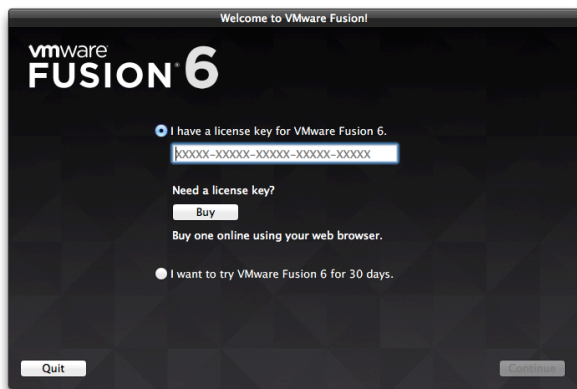 Welcome to VMware Fusion!
vmware
FUSION® 6
I have a license key for VMware Fusion 6.
XXXXX-XXXXX-XXXXX-XXXXX-XXXXX
Need a license key?
Buy
Buy one online using your web browser.
I want to try VMware Fusion 6 for 30 days.
Quit
Continue